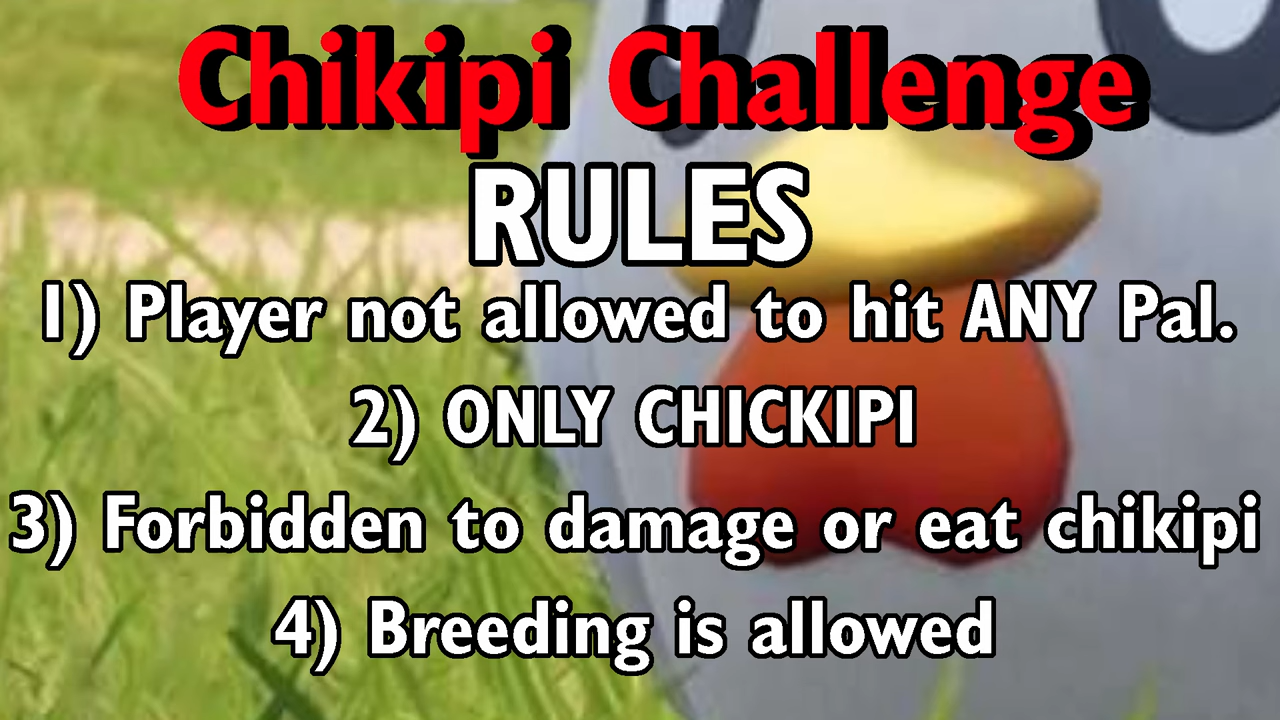 Chikipi Challenge
RULES
1) Player not allowed to hit ANY Pal.
2) ONLY CHICKIPI
3) Forbidden to damage or eat chikipi
4) Breeding is allowed